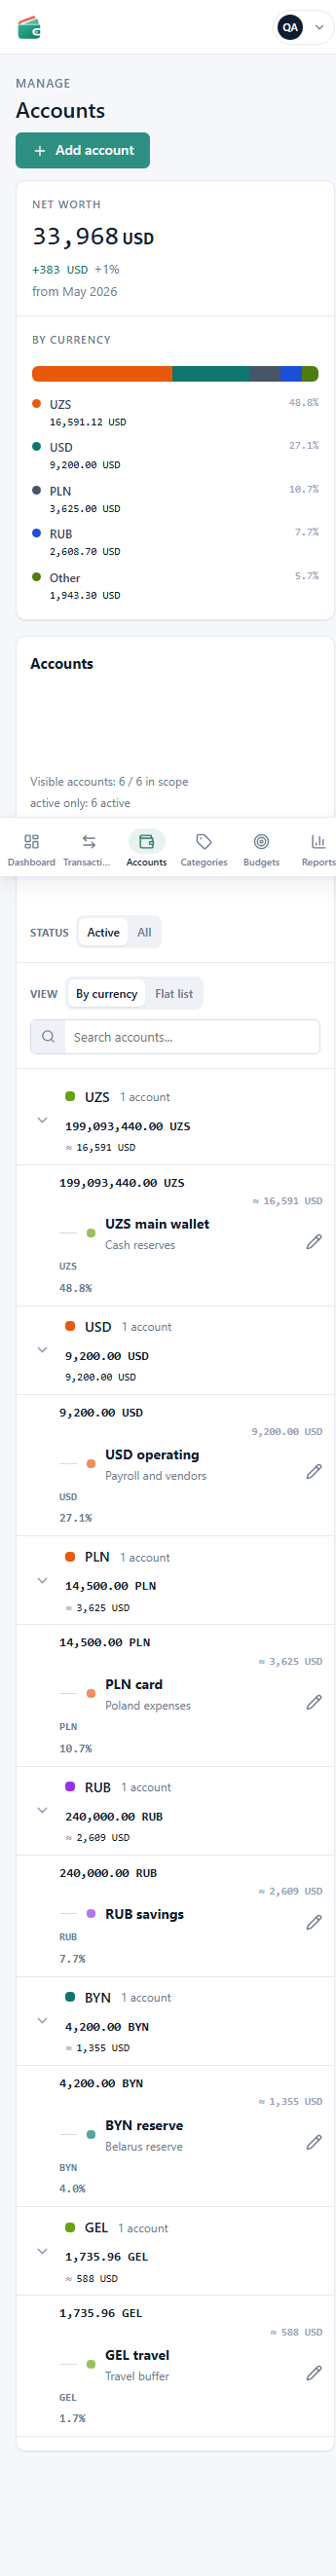 QA
MANAGE
Accounts
+ Add account
NET WORTH
33,968 USD
+383 USD +1%
from May 2026
BY CURRENCY
UZS 48.8%
16,591.12 USD
USD 27.1%
9,200.00 USD
PLN 10.7%
3,625.00 USD
RUB 7.7%
2,608.70 USD
Other 5.7%
1,943.30 USD
Accounts
Visible accounts: 6 / 6 in scope
active only: 6 active
Dashboard Transacti... Accounts Categories Budgets Reports
STATUS Active All
VIEW By currency Flat list
Search accounts...
UZS 1 account
199,093,440.00 UZS
≈ 16,591 USD
199,093,440.00 UZS
≈ 16,591 USD
UZS main wallet
Cash reserves
UZS
48.8%
USD 1 account
9,200.00 USD
9,200.00 USD
9,200.00 USD
9,200.00 USD
USD operating
Payroll and vendors
USD
27.1%
PLN 1 account
14,500.00 PLN
≈ 3,625 USD
14,500.00 PLN
≈ 3,625 USD
PLN card
Poland expenses
PLN
10.7%
RUB 1 account
240,000.00 RUB
≈ 2,609 USD
240,000.00 RUB
≈ 2,609 USD
RUB savings
RUB
7.7%
BYN 1 account
4,200.00 BYN
≈ 1,355 USD
4,200.00 BYN
≈ 1,355 USD
BYN reserve
Belarus reserve
BYN
4.0%
GEL 1 account
1,735.96 GEL
≈ 588 USD
1,735.96 GEL
≈ 588 USD
GEL travel
Travel buffer
GEL
1.7%